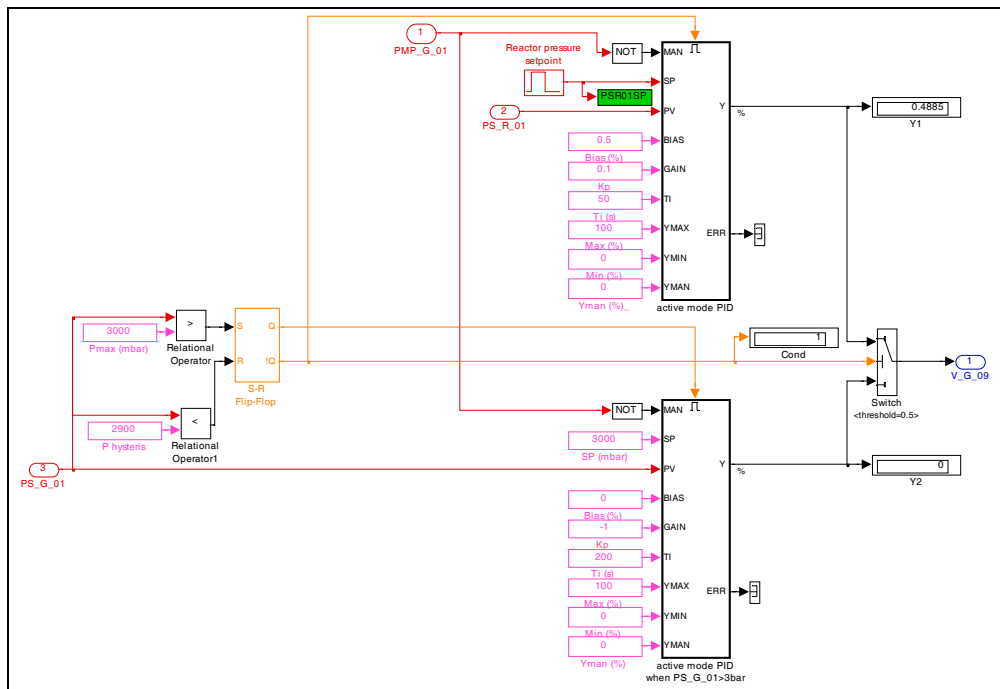 1
PMP_G_01
NOT
MAN
Reactor pressure
setpoint
SP
PSR01SP
2
PS_R_01
PV
Y
%
0.4885
Y1
0.5
BIAS
Bias (%)
0.1
GAIN
Kp
50
TI
Ti (s)
100
YMAX
ERR
Max (%)
0
YMIN
Min (%)
0
YMAN
Yman (%)_
active mode PID
3000
Pmax (mbar)
>
Relational
Operator
S
Q
R
!Q
S-R
Flip-Flop
1
Cond
1
V_G_09
Switch
<threshold=0.5>
2900
P hysteris
<
Relational
Operator1
3
PS_G_01
NOT
MAN
3000
SP
SP (mbar)
PV
Y
%
0
Y2
0
BIAS
Bias (%)
-1
GAIN
Kp
200
TI
Ti (s)
100
YMAX
ERR
Max (%)
0
YMIN
Min (%)
0
YMAN
Yman (%)
active mode PID
when PS_G_01>3bar